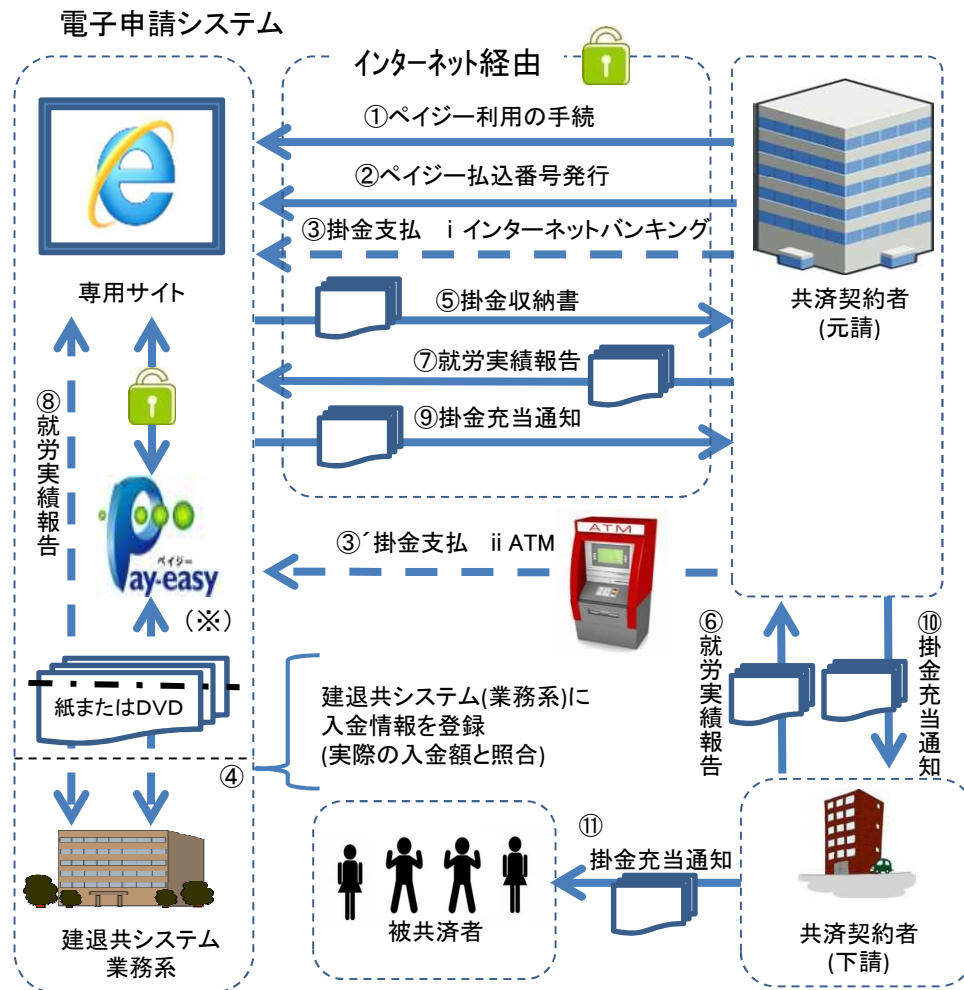 電子申請システム
インターネット経由
①ペイジー利用の手続
②ペイジー払込番号発行
③掛金支払 ⅰ インターネットバンキング
専用サイト
共済契約者
(元請)
⑤掛金収納書
⑦就労実績報告
⑨掛金充当通知
⑧就労実績報告
ペイジー
Pay-easy
(※)
③´掛金支払 ⅱ ATM
ATM
⑥就労実績報告
⑩掛金充当通知
紙またはDVD
④
建退共システム(業務系)に
入金情報を登録
(実際の入金額と照合)
建退共システム
業務系
被共済者
⑪
掛金充当通知
共済契約者
(下請)